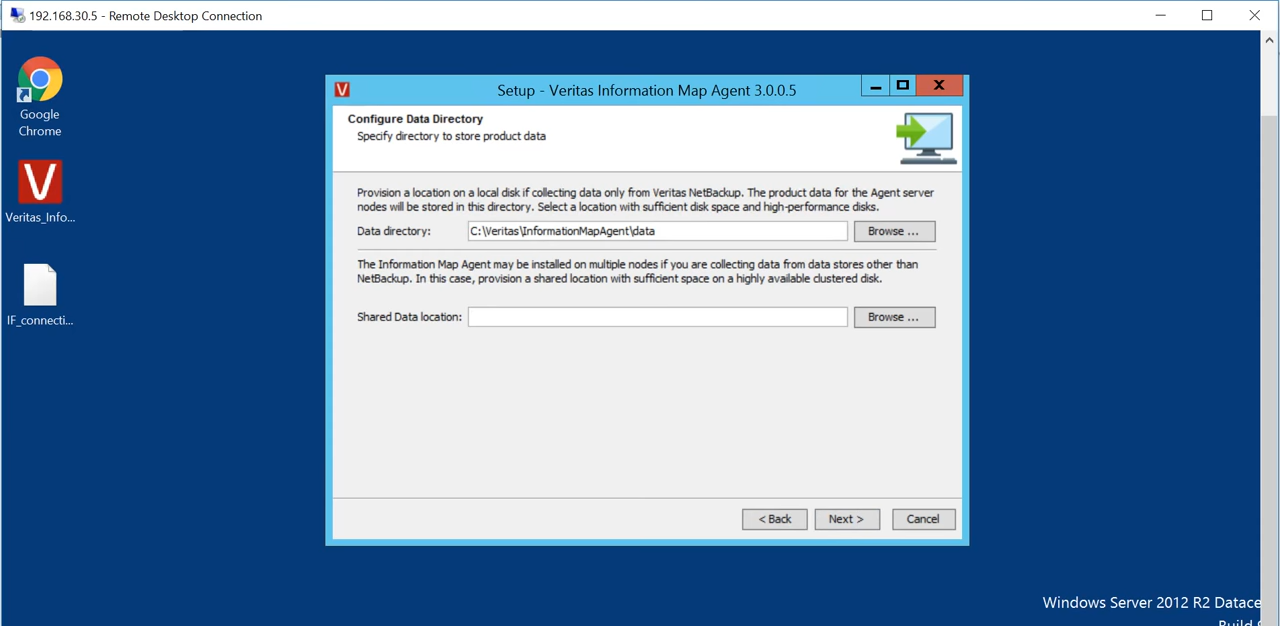 192.168.30.5 - Remote Desktop Connection
Google
Chrome
Veritas_Info...
IF_connecti...
Setup - Veritas Information Map Agent 3.0.0.5
Configure Data Directory
Specify directory to store product data
Provision a location on a local disk if collecting data only from Veritas NetBackup. The product data for the Agent server
nodes will be stored in this directory. Select a location with sufficient disk space and high-performance disks.
Data directory: C:\Veritas\InformationMapAgent\data Browse ...
The Information Map Agent may be installed on multiple nodes if you are collecting data from data stores other than
NetBackup. In this case, provision a shared location with sufficient space on a highly available clustered disk.
Shared Data location: Browse ...
< Back Next > Cancel
Windows Server 2012 R2 Datace
Build